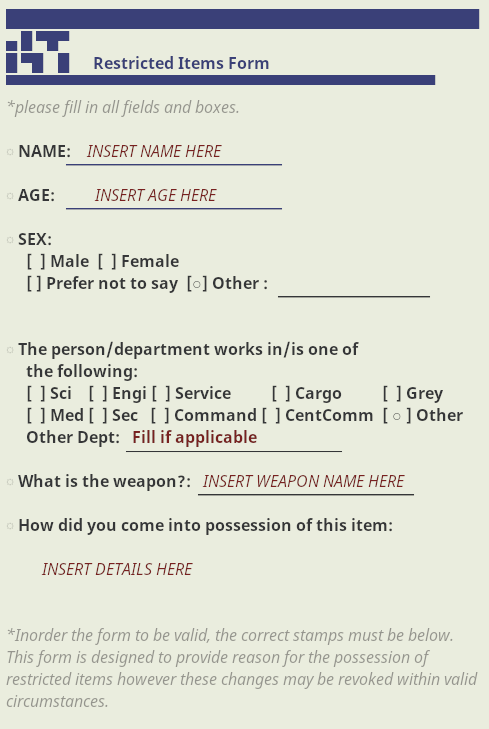 Restricted Items Form
*please fill in all fields and boxes.
○ NAME: INSERT NAME HERE
○ AGE: INSERT AGE HERE
○ SEX:
[ ] Male [ ] Female
[ ] Prefer not to say [○] Other :
○ The person/department works in/is one of
the following:
[ ] Sci [ ] Engi [ ] Service [ ] Cargo [ ] Grey
[ ] Med [ ] Sec [ ] Command [ ] CentComm [ ○ ] Other
Other Dept: Fill if applicable
○ What is the weapon?: INSERT WEAPON NAME HERE
○ How did you come into possession of this item:
INSERT DETAILS HERE
*Inorder the form to be valid, the correct stamps must be below.
This form is designed to provide reason for the possession of
restricted items however these changes may be revoked within valid
circumstances.